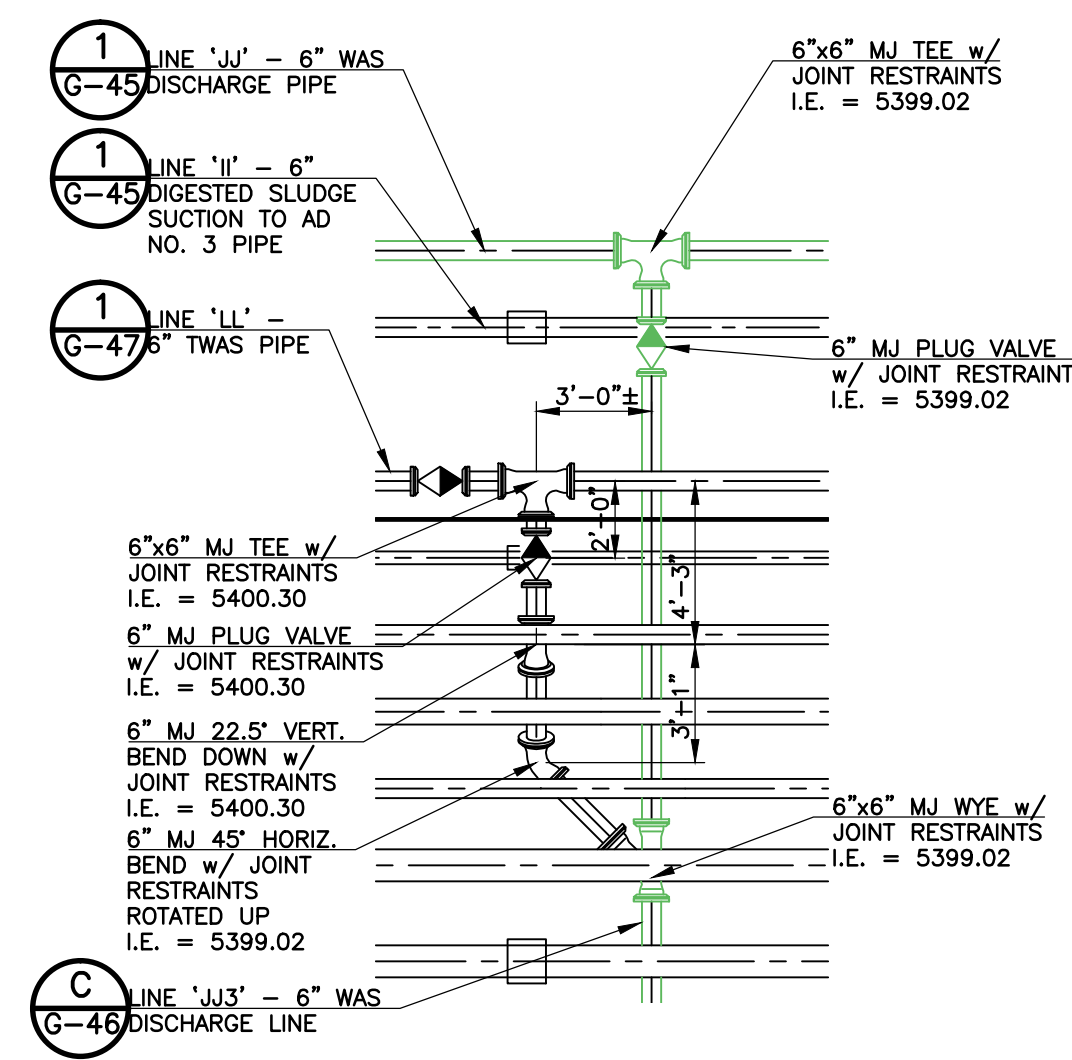 1
G-45
LINE 'JJ' - 6" WAS
DISCHARGE PIPE
6"x6" MJ TEE w/
JOINT RESTRAINTS
I.E. = 5399.02
1
G-45
LINE 'II' - 6"
DIGESTED SLUDGE
SUCTION TO AD
NO. 3 PIPE
1
G-47
LINE 'LL' -
6" TWAS PIPE
6" MJ PLUG VALVE
w/ JOINT RESTRAINT
I.E. = 5399.02
3'-0"±
2'-0"
4'-3"
3'-1"
6"x6" MJ TEE w/
JOINT RESTRAINTS
I.E. = 5400.30
6" MJ PLUG VALVE
w/ JOINT RESTRAINTS
I.E. = 5400.30
6" MJ 22.5° VERT.
BEND DOWN w/
JOINT RESTRAINTS
I.E. = 5400.30
6" MJ 45° HORIZ.
BEND w/ JOINT
RESTRAINTS
ROTATED UP
I.E. = 5399.02
6"x6" MJ WYE w/
JOINT RESTRAINTS
I.E. = 5399.02
C
G-46
LINE 'JJ3' - 6" WAS
DISCHARGE LINE